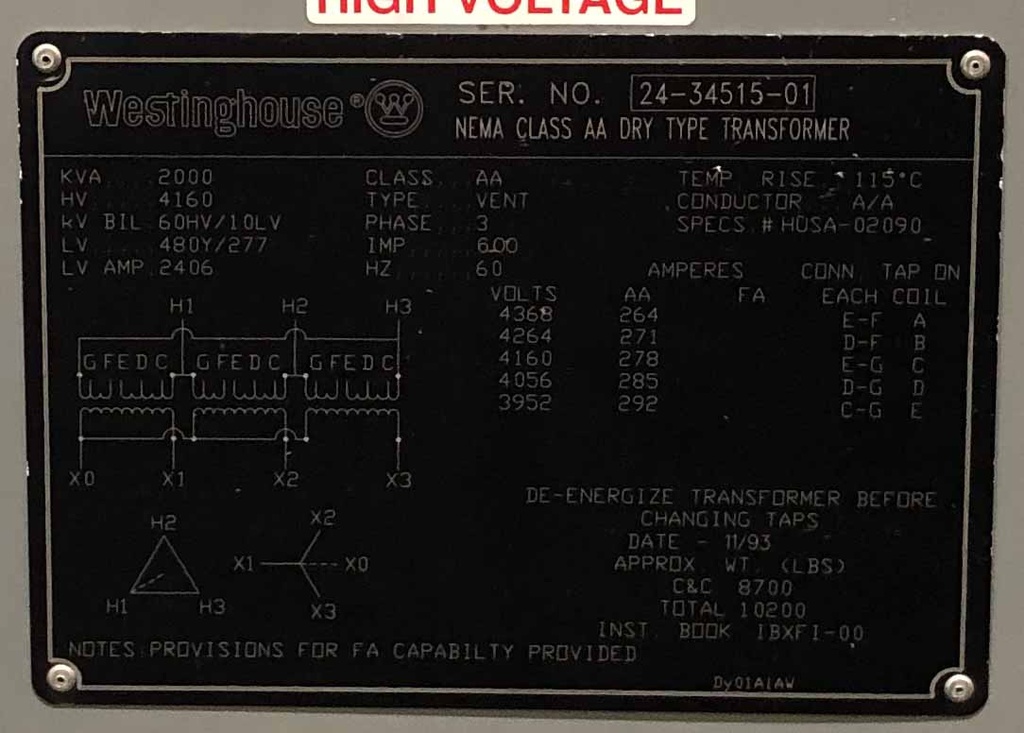 HIGH VOLTAGE
Westinghouse® SER. NO. 24-34515-01
NEMA CLASS AA DRY TYPE TRANSFORMER
KVA 2000 CLASS AA TEMP RISE 115°C
HV 4160 TYPE VENT CONDUCTOR A/A
kV BIL 60HV/10LV PHASE 3 SPECS # HOSA-02090
LV 480Y/277 IMP 6.00
LV AMP 2406 HZ 60 AMPERES CONN. TAP ON
VOLTS AA FA EACH COIL
4368 264 E-F A
4264 271 D-F B
4160 278 E-G C
4056 285 D-G D
3952 292 C-G E
H1 H2 H3
G F E D C G F E D C G F E D C
X0 X1 X2 X3
H2
H1 H3
X2
X1 X0
X3
DE-ENERGIZE TRANSFORMER BEFORE
CHANGING TAPS
DATE - 11/93
APPROX. WT. (LBS)
C&C 8700
TOTAL 10200
INST. BOOK IBXFI-00
NOTES: PROVISIONS FOR FA CAPABILTY PROVIDED
Dy01A1AW